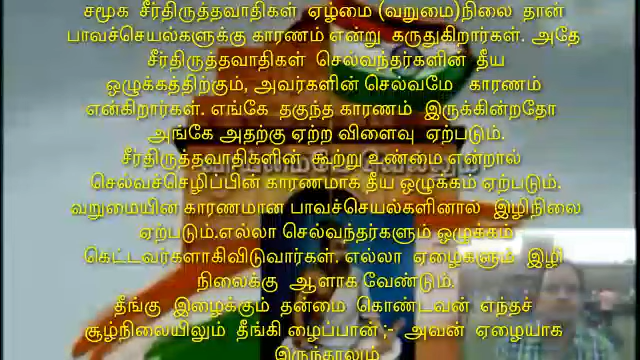 சமூக சீர்திருத்தவாதிகள் ஏழ்மை (வறுமை)நிலை தான்
பாவச்செயல்களுக்கு காரணம் என்று கருதுகிறார்கள். அதே
சீர்திருத்தவாதிகள் செல்வந்தர்களின் தீய
ஒழுக்கத்திற்கும், அவர்களின் செல்வமே காரணம்
என்கிறார்கள். எங்கே தகுந்த காரணம் இருக்கின்றதோ
அங்கே அதற்கு ஏற்ற விளைவு ஏற்படும்.
சீர்திருத்தவாதிகளின் கூற்று உண்மை என்றால்
செல்வச்செழிப்பின் காரணமாக தீய ஒழுக்கம் ஏற்படும்.
வறுமையின் காரணமான பாவச்செயல்களினால் இழிநிலை
ஏற்படும்.எல்லா செல்வந்தர்களும் ஒழுக்கம்
கெட்டவர்களாகிவிடுவார்கள். எல்லா ஏழைகளும் இழி
நிலைக்கு ஆளாக வேண்டும்.
தீங்கு இழைக்கும் தன்மை கொண்டவன் எந்தச்
சூழ்நிலையிலும் தீங்கிழைப்பான் ;- அவன் ஏழையாக
இருந்தாலும்